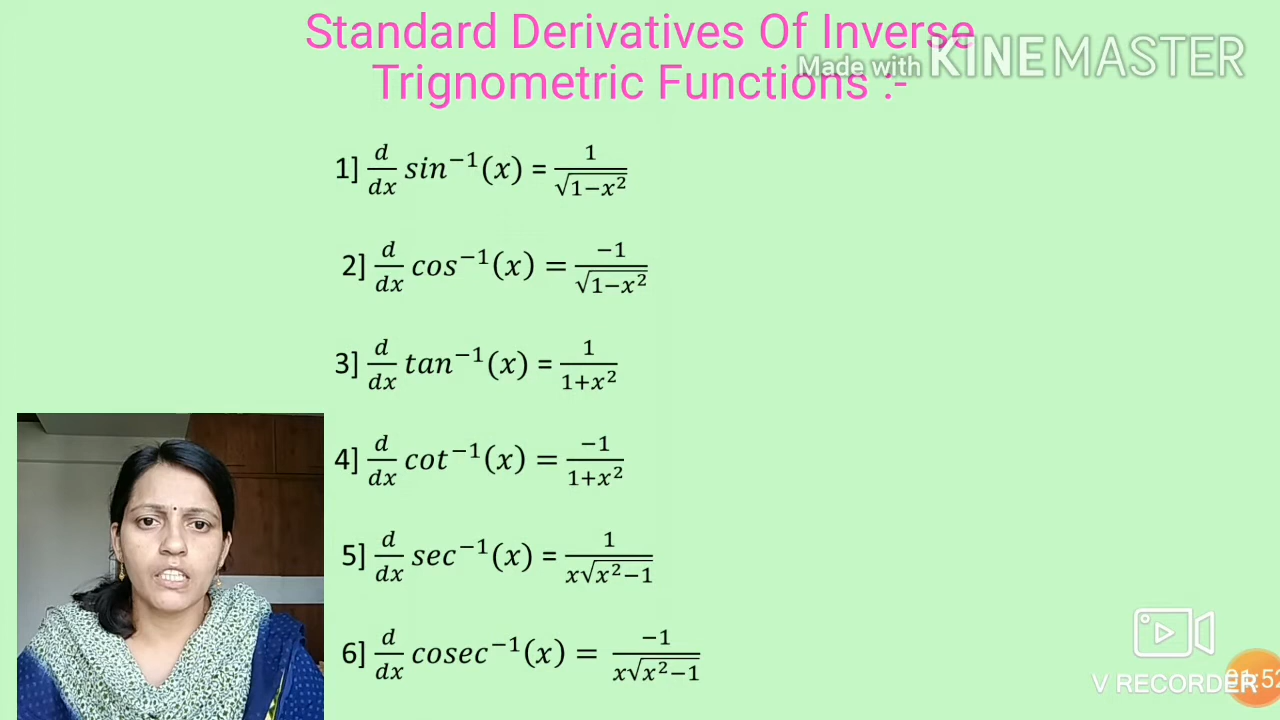 Standard Derivatives Of Inverse
Made with KINEMASTER
Trignometric Functions :-
1] d/dx sin⁻¹(x) = 1/√(1−x²)
2] d/dx cos⁻¹(x) = −1/√(1−x²)
3] d/dx tan⁻¹(x) = 1/(1+x²)
4] d/dx cot⁻¹(x) = −1/(1+x²)
5] d/dx sec⁻¹(x) = 1/(x√(x²−1))
6] d/dx cosec⁻¹(x) = −1/(x√(x²−1))
V RECORDER
01:52